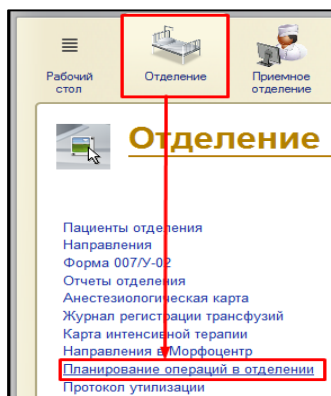 Рабочий
стол
Отделение
Приемное
отделение
Отделение
Пациенты отделения
Направления
Форма 007/У-02
Отчеты отделения
Анестезиологическая карта
Журнал регистрации трансфузий
Карта интенсивной терапии
Направления в Морфоцентр
Планирование операций в отделении
Протокол утилизации